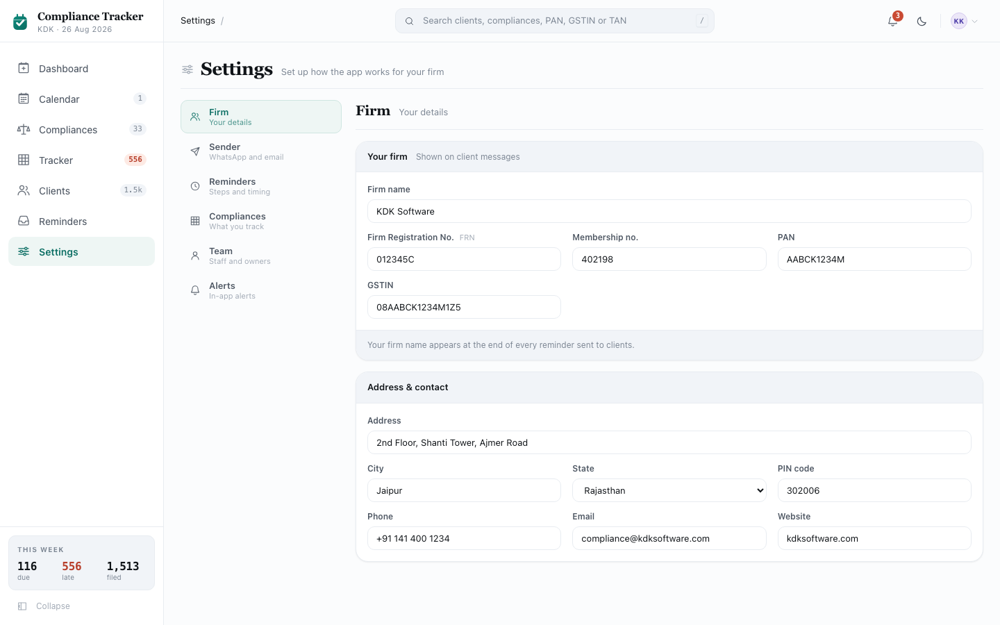 Compliance Tracker
KDK · 26 Aug 2026
Settings /
Search clients, compliances, PAN, GSTIN or TAN /
3
KK
Dashboard
Calendar 1
Compliances 33
Tracker 556
Clients 1.5k
Reminders
Settings
THIS WEEK
116 556 1,513
due late filed
Collapse
Settings Set up how the app works for your firm
Firm
Your details
Sender
WhatsApp and email
Reminders
Steps and timing
Compliances
What you track
Team
Staff and owners
Alerts
In-app alerts
Firm Your details
Your firm Shown on client messages
Firm name
KDK Software
Firm Registration No. FRN Membership no. PAN
012345C 402198 AABCK1234M
GSTIN
08AABCK1234M1Z5
Your firm name appears at the end of every reminder sent to clients.
Address & contact
Address
2nd Floor, Shanti Tower, Ajmer Road
City State PIN code
Jaipur Rajasthan 302006
Phone Email Website
+91 141 400 1234 compliance@kdksoftware.com kdksoftware.com